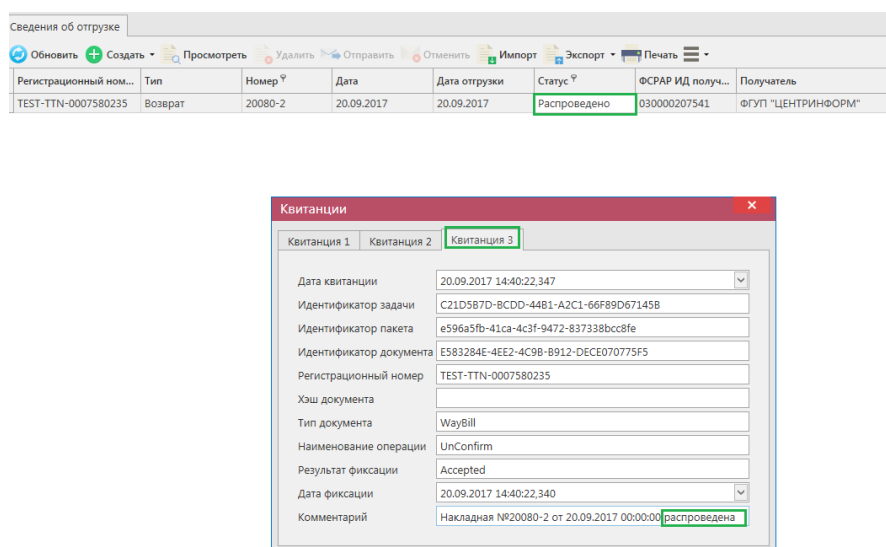 Сведения об отгрузке
Обновить Создать Просмотреть Удалить Отправить Отменить Импорт Экспорт Печать
Регистрационный ном... Тип Номер Дата Дата отгрузки Статус ФСРАР ИД получ... Получатель
TEST-TTN-0007580235 Возврат 20080-2 20.09.2017 20.09.2017 Распроведено 030000207541 ФГУП "ЦЕНТРИНФОРМ"
Квитанции
Квитанция 1 Квитанция 2 Квитанция 3
Дата квитанции 20.09.2017 14:40:22,347
Идентификатор задачи C21D5B7D-BCDD-44B1-A2C1-66F89D67145B
Идентификатор пакета e596a5fb-41ca-4c3f-9472-837338bcc8fe
Идентификатор документа E583284E-4EE2-4C9B-B912-DECE070775F5
Регистрационный номер TEST-TTN-0007580235
Хэш документа
Тип документа WayBill
Наименование операции UnConfirm
Результат фиксации Accepted
Дата фиксации 20.09.2017 14:40:22,340
Комментарий Накладная №20080-2 от 20.09.2017 00:00:00 распроведена